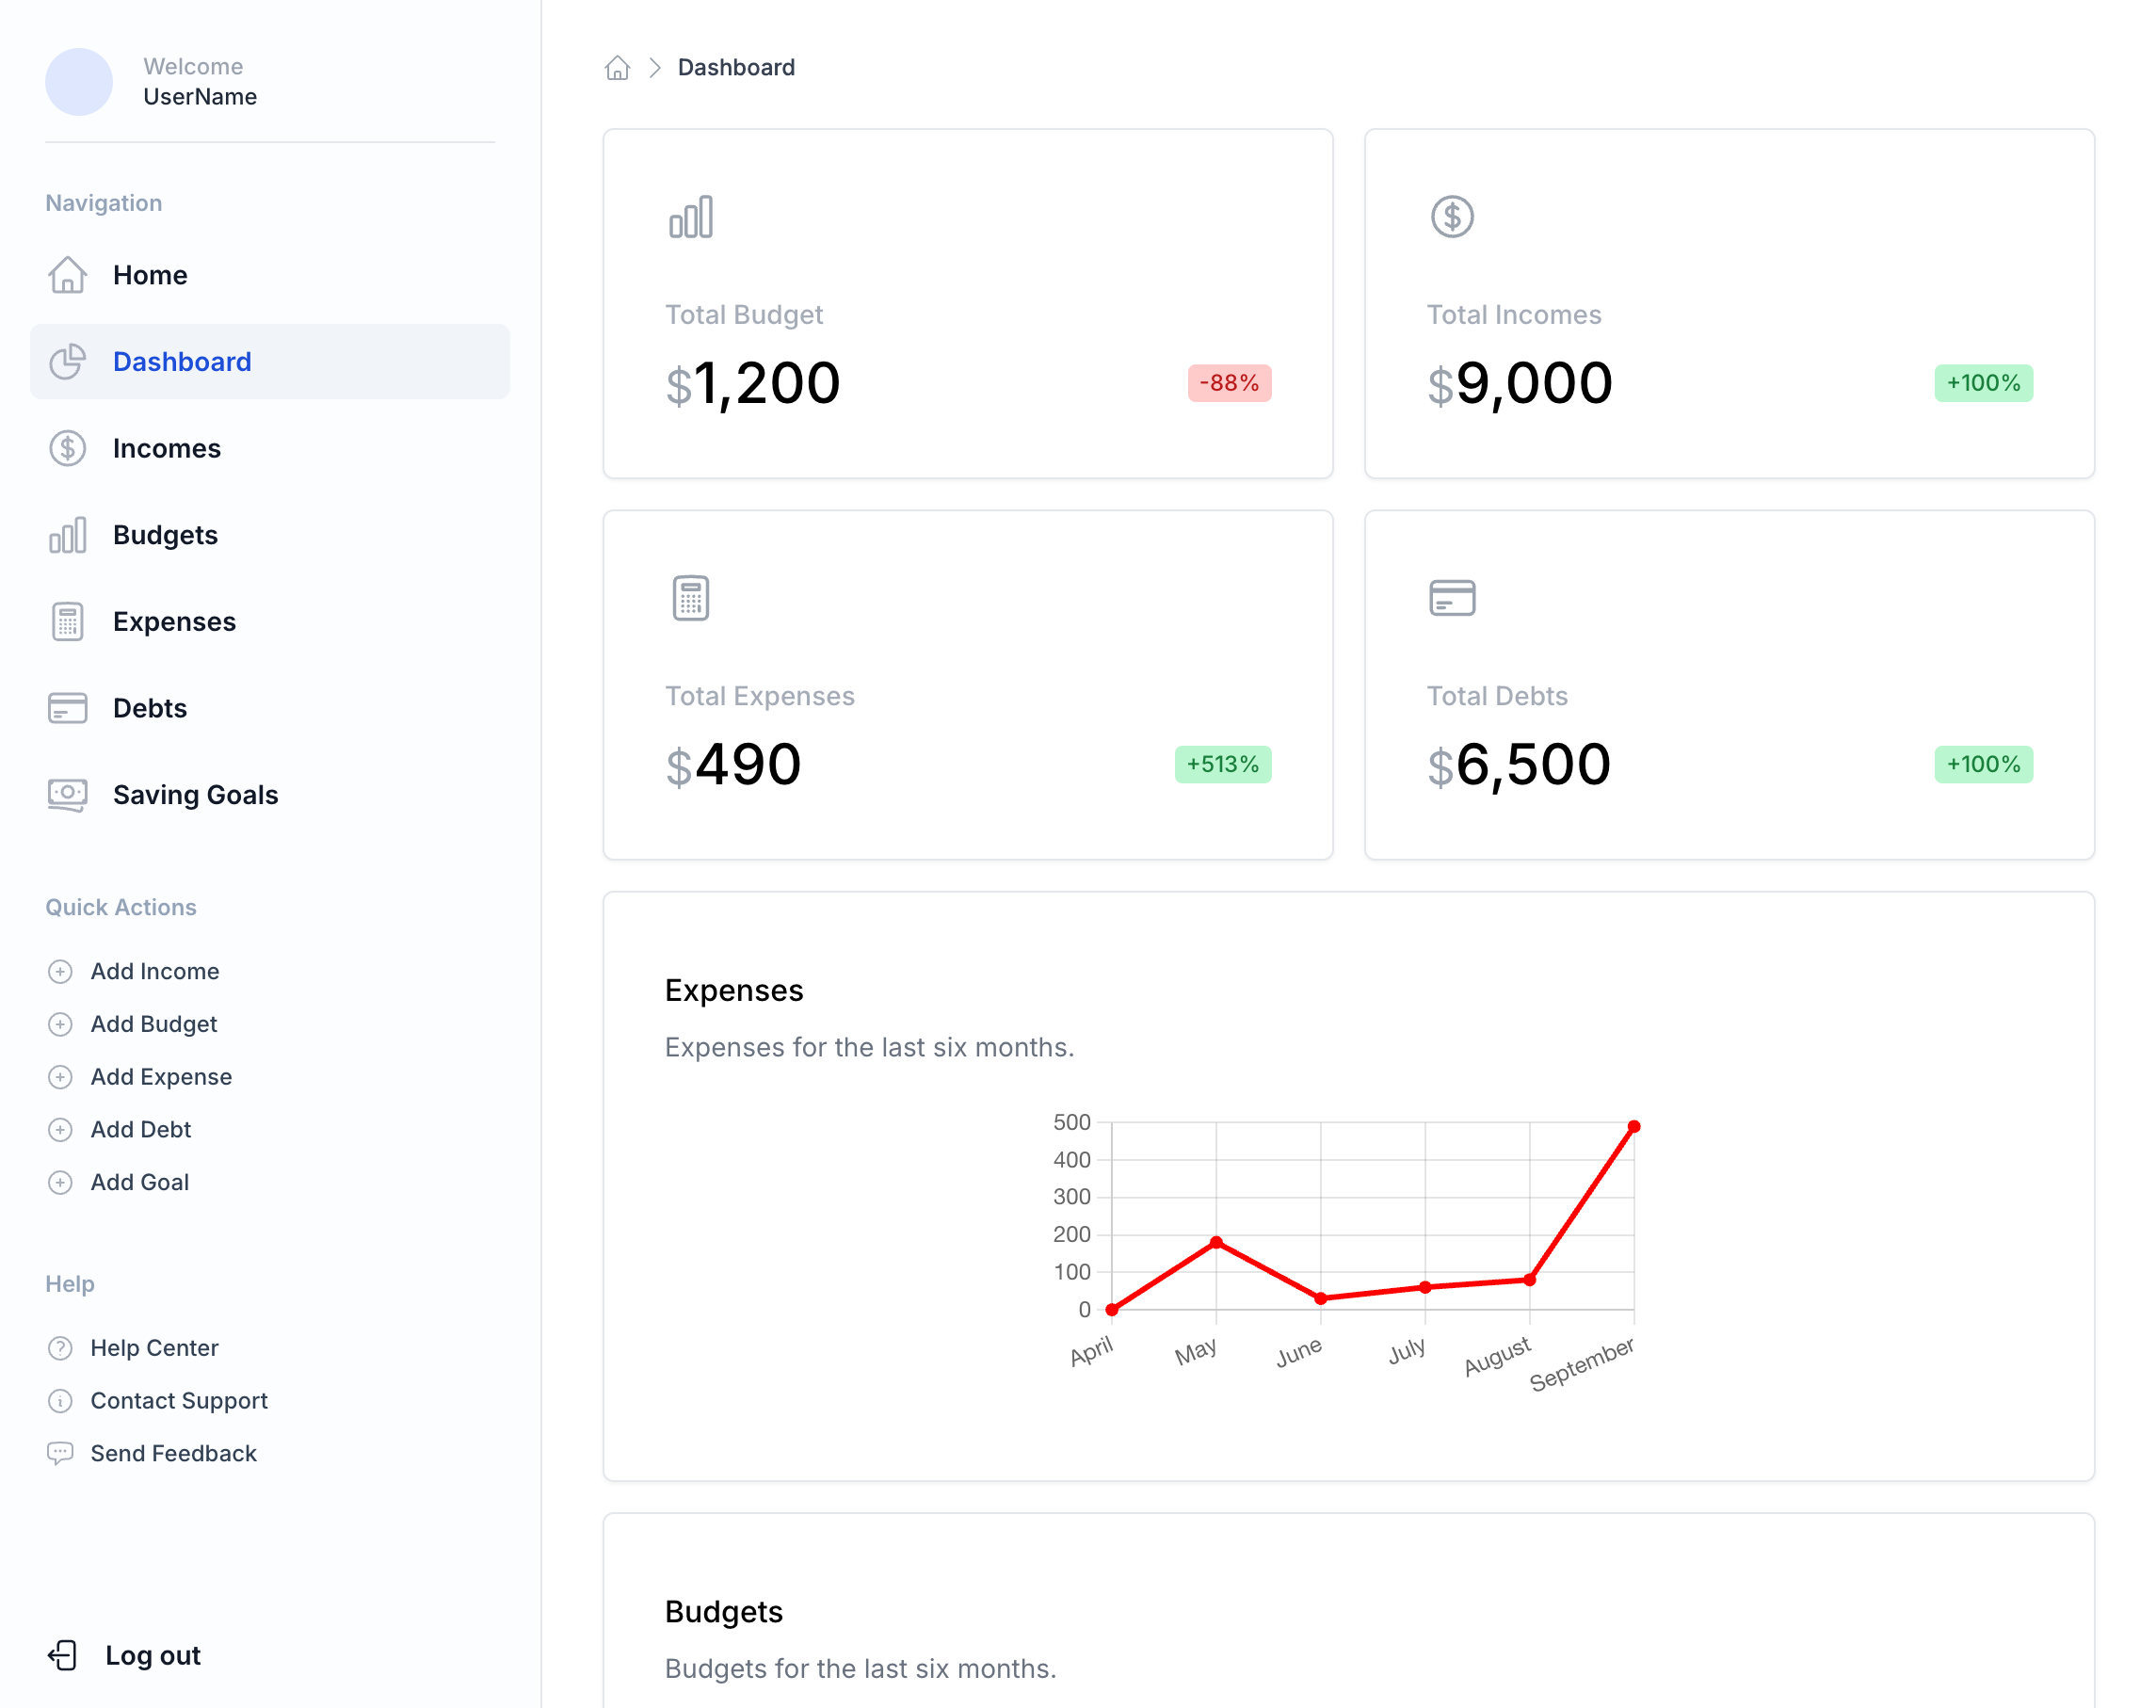 Welcome
UserName
Navigation
Home
Dashboard
Incomes
Budgets
Expenses
Debts
Saving Goals
Quick Actions
Add Income
Add Budget
Add Expense
Add Debt
Add Goal
Help
Help Center
Contact Support
Send Feedback
Log out
Dashboard
Total Budget
$1,200
-88%
Total Incomes
$9,000
+100%
Total Expenses
$490
+513%
Total Debts
$6,500
+100%
Expenses
Expenses for the last six months.
500
400
300
200
100
0
April
May
June
July
August
September
Budgets
Budgets for the last six months.